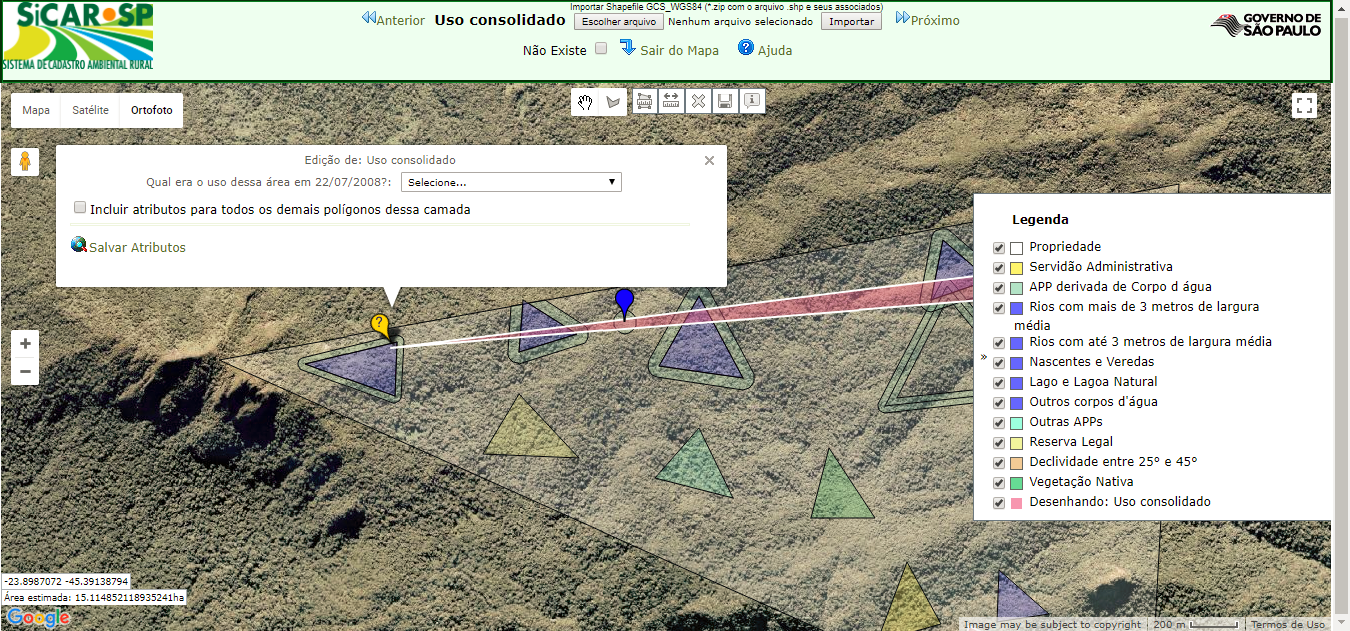 SiCAR SP
SISTEMA DE CADASTRO AMBIENTAL RURAL
Importar Shapefile GCS_WGS84 (*.zip com o arquivo .shp e seus associados)
Anterior Uso consolidado Escolher arquivo Nenhum arquivo selecionado Importar Próximo
Não Existe Sair do Mapa Ajuda
GOVERNO DE
SÃO PAULO
Mapa Satélite Ortofoto
Edição de: Uso consolidado
Qual era o uso dessa área em 22/07/2008?: Selecione...
Incluir atributos para todos os demais polígonos dessa camada
Salvar Atributos
?
Legenda
Propriedade
Servidão Administrativa
APP derivada de Corpo d água
Rios com mais de 3 metros de largura
média
Rios com até 3 metros de largura média
Nascentes e Veredas
Lago e Lagoa Natural
Outros corpos d'água
Outras APPs
Reserva Legal
Declividade entre 25° e 45°
Vegetação Nativa
Desenhando: Uso consolidado
»
+
−
-23.8987072 -45.39138794
Área estimada: 15.114852118935241ha
Google
Image may be subject to copyright 200 m Termos de Uso